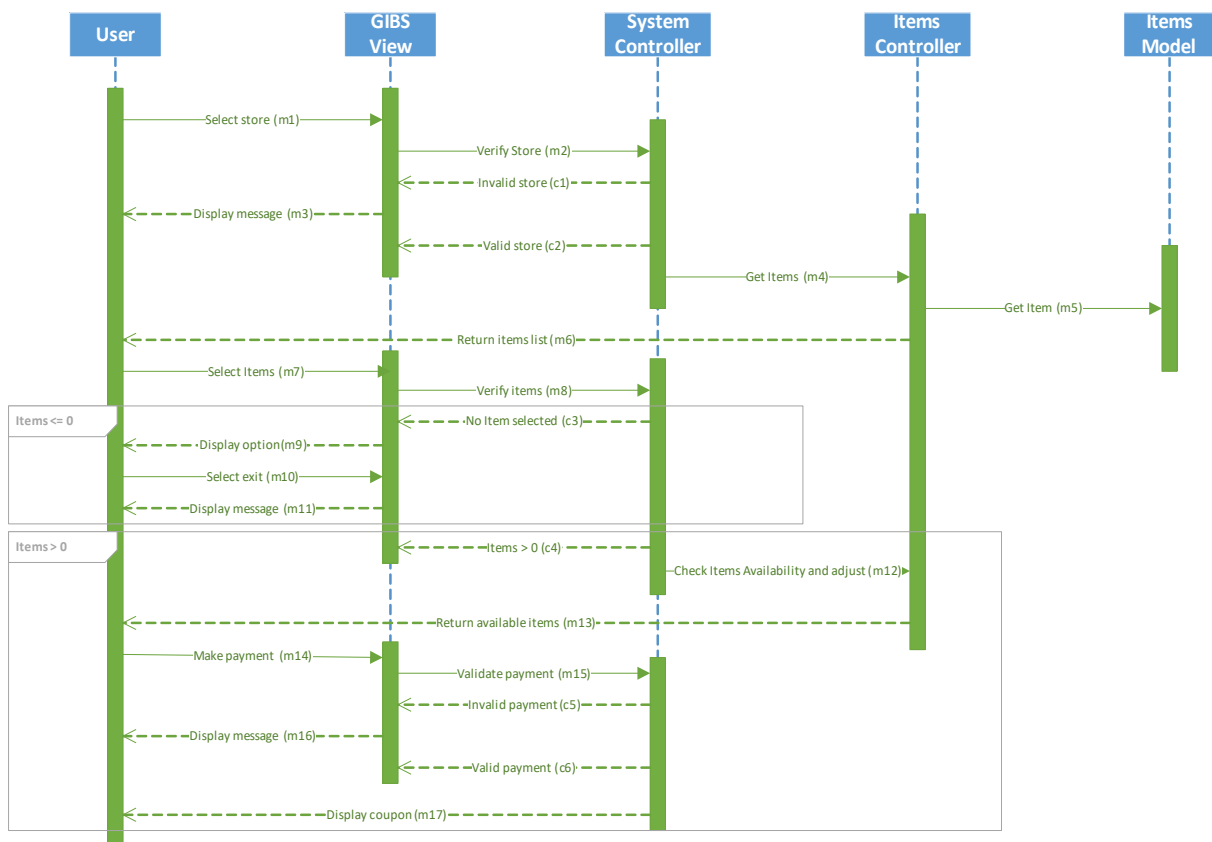 User
GIBS
View
System
Controller
Items
Controller
Items
Model
Select store (m1)
Verify Store (m2)
Invalid store (c1)
Display message (m3)
Valid store (c2)
Get Items (m4)
Get Item (m5)
Return items list(m6)
Select Items (m7)
Verify items (m8)
Items <= 0
No Item selected (c3)
Display option(m9)
Select exit (m10)
Display message (m11)
Items > 0
Items > 0 (c4)
Check Items Availability and adjust (m12)
Return available items (m13)
Make payment (m14)
Validate payment (m15)
Invalid payment(c5)
Display message (m16)
Valid payment (c6)
Display coupon(m17)